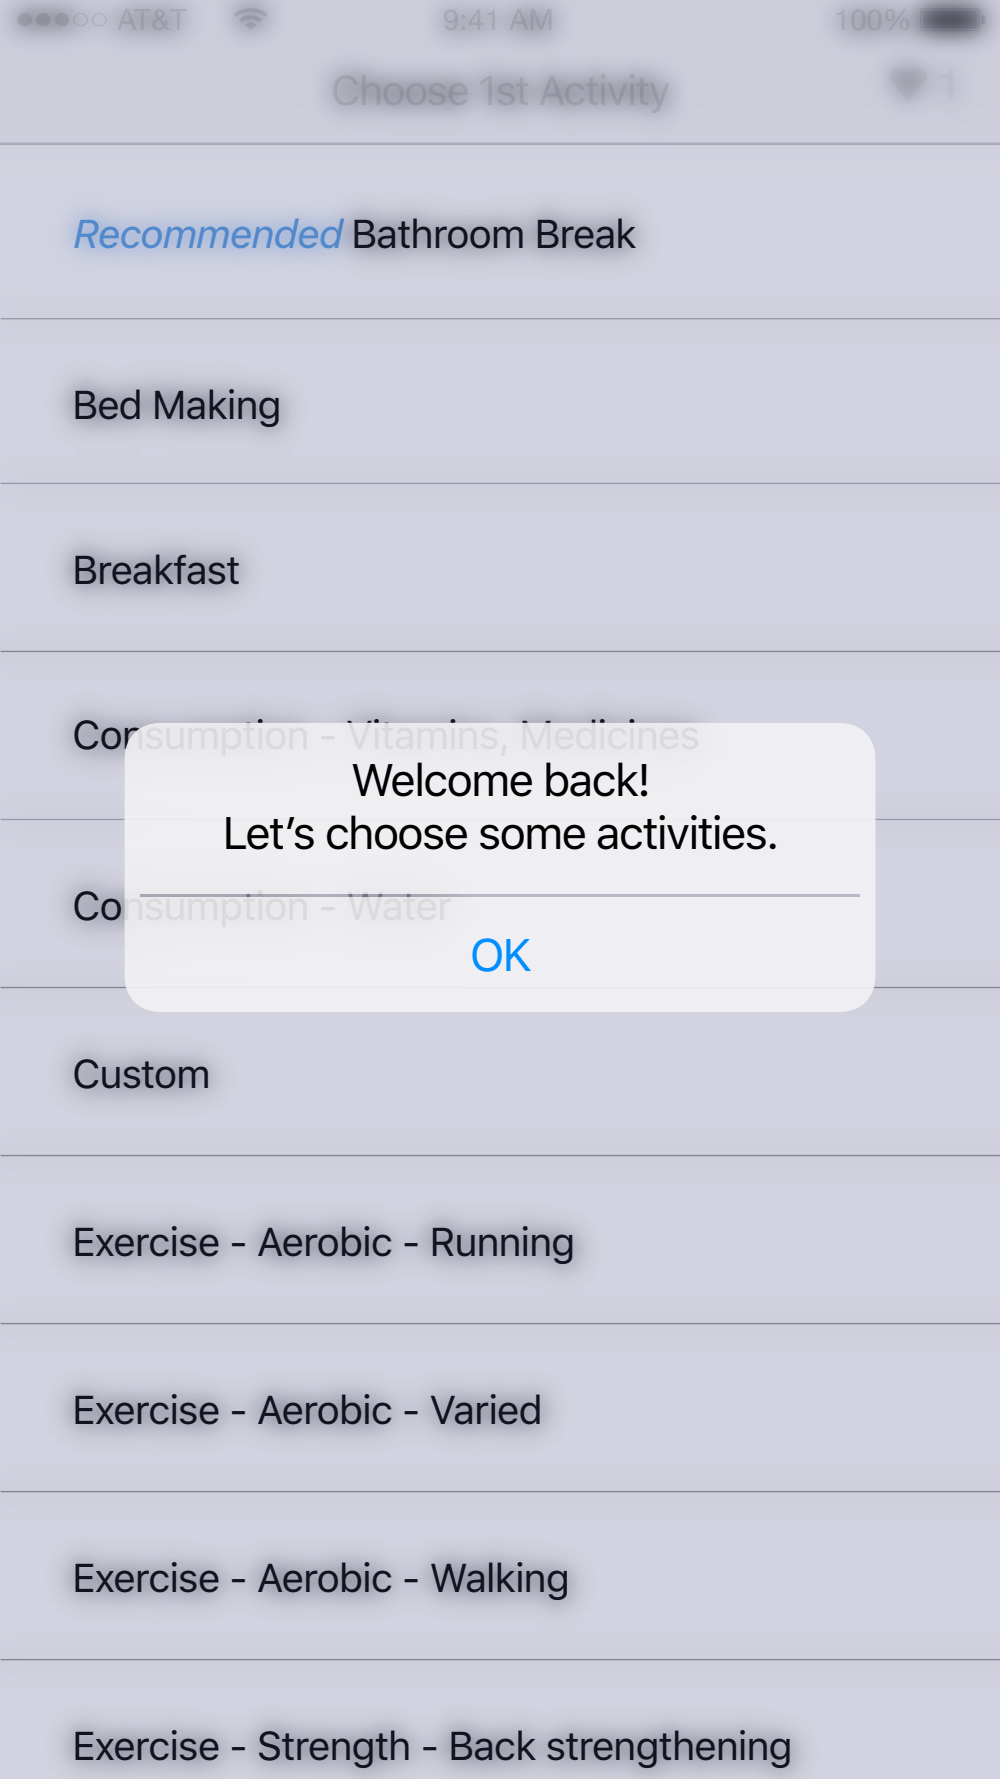 AT&T 9:41 AM 100%
Choose 1st Activity 1
Recommended Bathroom Break
Bed Making
Breakfast
Consumption - Vitamins, Medicines
Welcome back!
Let’s choose some activities.
Consumption - Water
OK
Custom
Exercise - Aerobic - Running
Exercise - Aerobic - Varied
Exercise - Aerobic - Walking
Exercise - Strength - Back strengthening